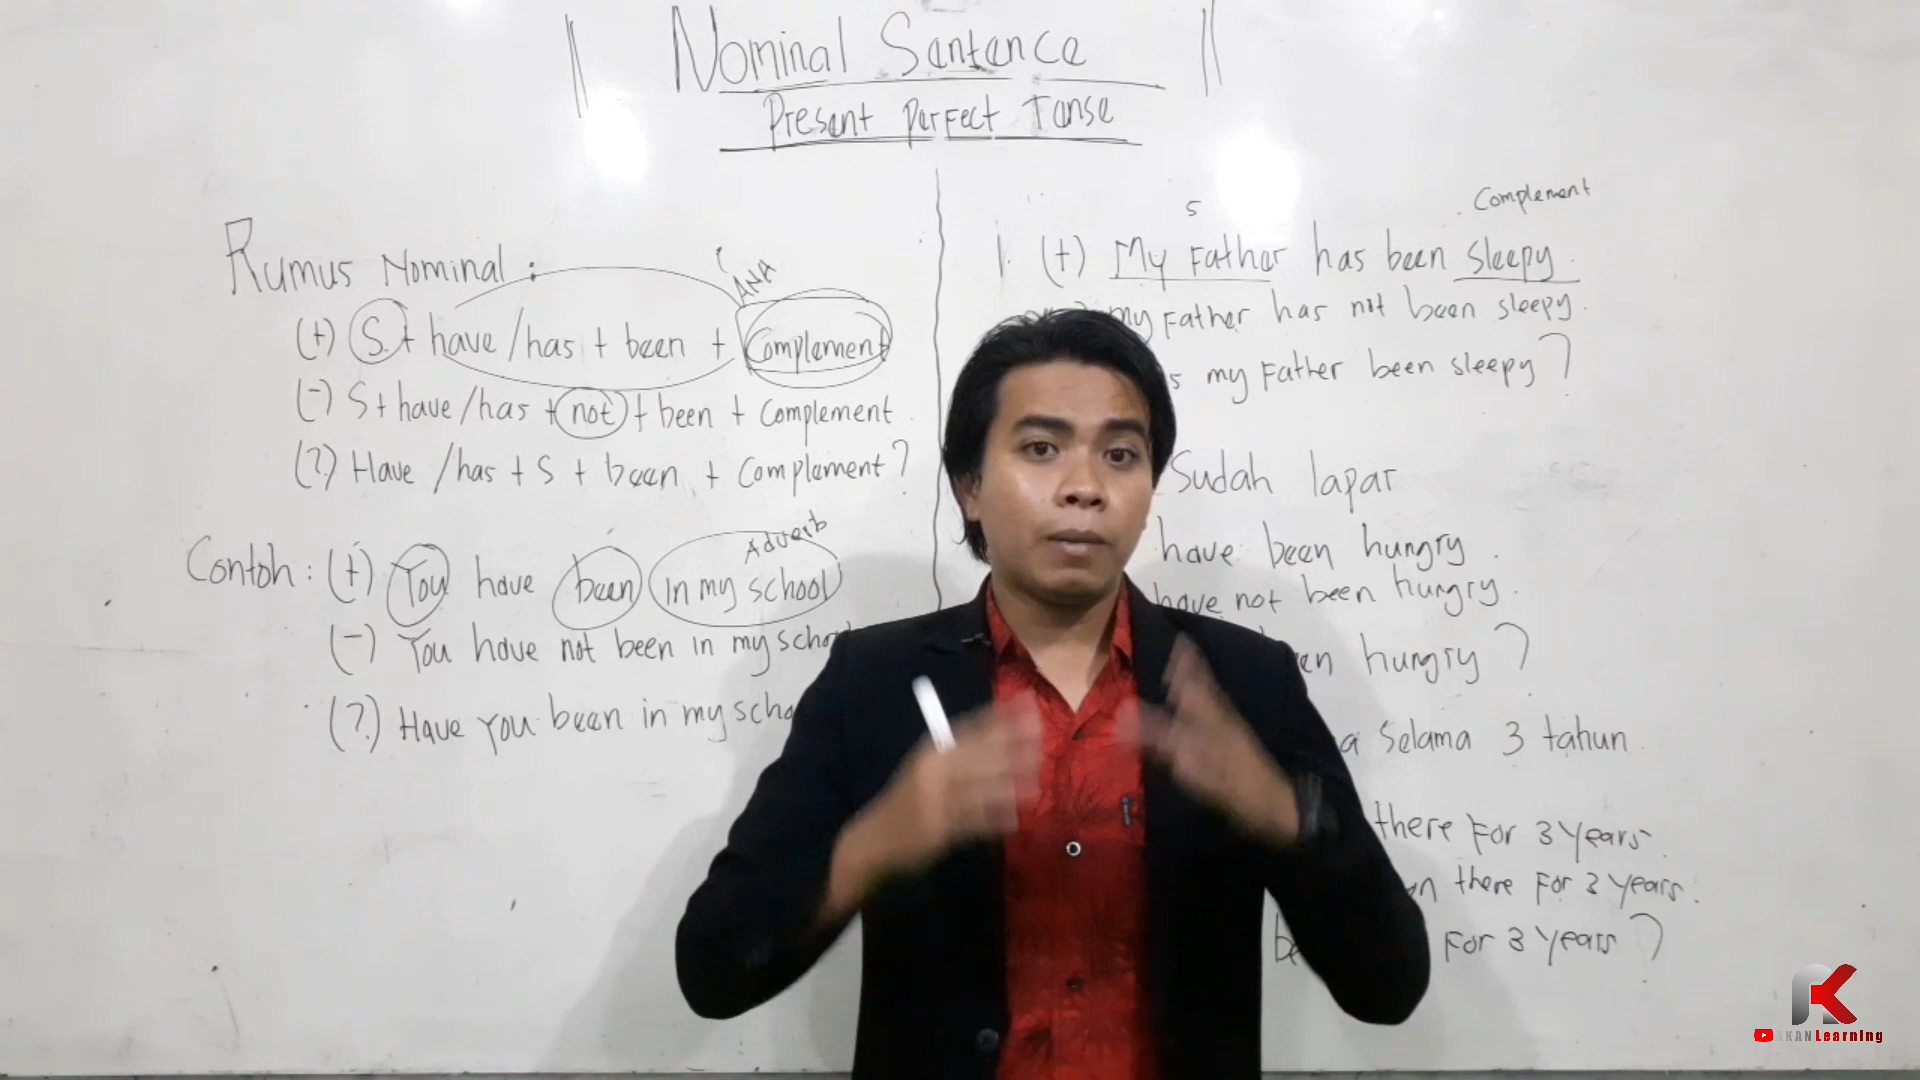 Nominal Sentence
Present Perfect Tense
Rumus Nominal :
ANA
(+) S. + have / has + been + Complement
(-) S + have / has + not + been + Complement
(?) Have / has + S + been + Complement ?
Adverb
Contoh : (+) You have been in my school
(-) You have not been in my
(?) Have you been in my
S Complement
1. (+) My Father has been sleepy.
my Father has not been sleepy.
my Father been sleepy ?
Sudah lapar
have been hungry.
have not been hungry.
hungry ?
selama 3 tahun
there For 3 years.
there For 3 years.
For 3 years ?
Learning